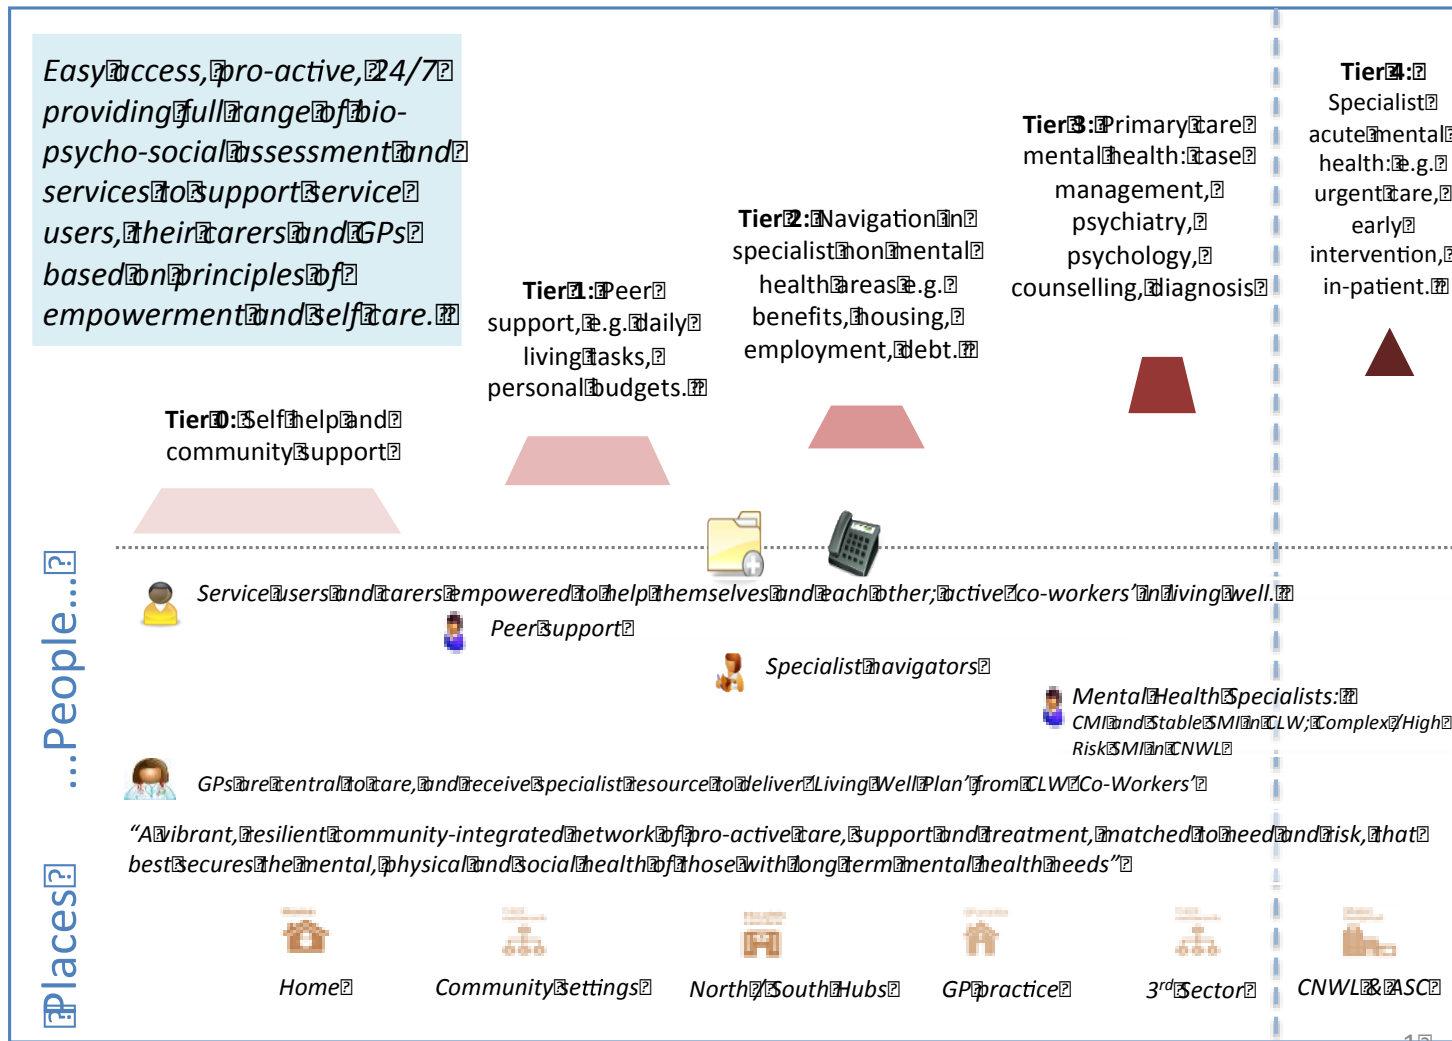 Easy access, pro-active, 24/7
providing full range of bio-
psycho-social assessment and
services to support service
users, their carers and GPs
based on principles of
empowerment and self care.
Tier 0: Self help and
community support
Tier 1: Peer
support, e.g. daily
living tasks,
personal budgets.
Tier 2: Navigation in
specialist non mental
health areas e.g.
benefits, housing,
employment, debt.
Tier 3: Primary care
mental health: case
management,
psychiatry,
psychology,
counselling, diagnosis
Tier 4:
Specialist
acute mental
health: e.g.
urgent care,
early
intervention,
in-patient.
...People...
Service users and carers empowered to help themselves and each other; active 'co-workers' in living well.
Peer support
Specialist navigators
Mental Health Specialists:
CMI and Stable SMI in CLW; Complex / High
Risk SMI in CNWL
GPs are central to care, and receive specialist resource to deliver 'Living Well Plan' from CLW 'Co-Workers'
"A vibrant, resilient community-integrated network of pro-active care, support and treatment, matched to need and risk, that
best secures the mental, physical and social health of those with long term mental health needs"
Places
Home
Community settings
North / South Hubs
GP practice
3rd Sector
CNWL & ASC
1